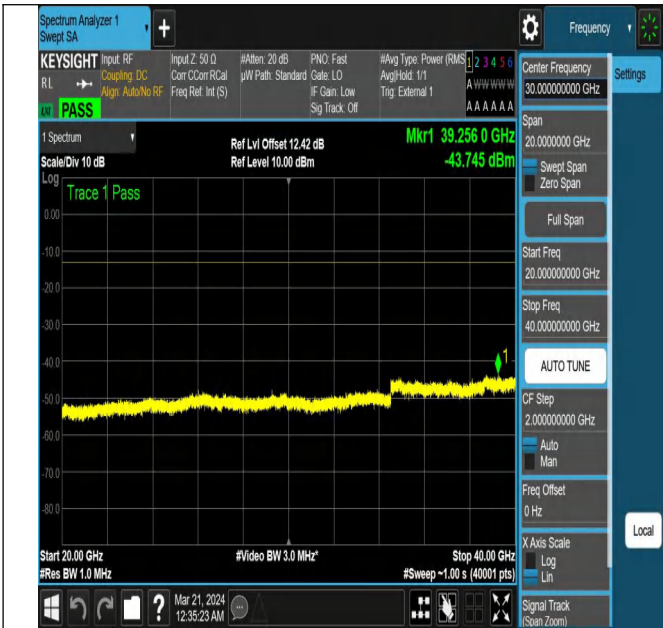 Spectrum Analyzer 1
Swept SA
+
Frequency
KEYSIGHT
RL
PASS
Input: RF
Coupling: DC
Align: Auto/No RF
Input Z: 50 Ω
Corr CCorr RCal
Freq Ref: Int (S)
#Atten: 20 dB
µW Path: Standard
PNO: Fast
Gate: LO
IF Gain: Low
Sig Track: Off
#Avg Type: Power (RMS
Avg|Hold: 1/1
Trig: External 1
1 2 3 4 5 6
A W W W W W
A A A A A A
1 Spectrum
Scale/Div 10 dB
Ref Lvl Offset 12.42 dB
Ref Level 10.00 dBm
Mkr1 39.256 0 GHz
-43.745 dBm
Log
Trace 1 Pass
0.00
-10.0
-20.0
-30.0
-40.0
-50.0
-60.0
-70.0
-80.0
1
Start 20.00 GHz
#Res BW 1.0 MHz
#Video BW 3.0 MHz*
Stop 40.00 GHz
#Sweep ~1.00 s (40001 pts)
Center Frequency
30.000000000 GHz
Span
20.0000000 GHz
Swept Span
Zero Span
Full Span
Start Freq
20.000000000 GHz
Stop Freq
40.000000000 GHz
AUTO TUNE
CF Step
2.000000000 GHz
Auto
Man
Freq Offset
0 Hz
X Axis Scale
Log
Lin
Signal Track
(Span Zoom)
Settings
Local
?
Mar 21, 2024
12:35:23 AM